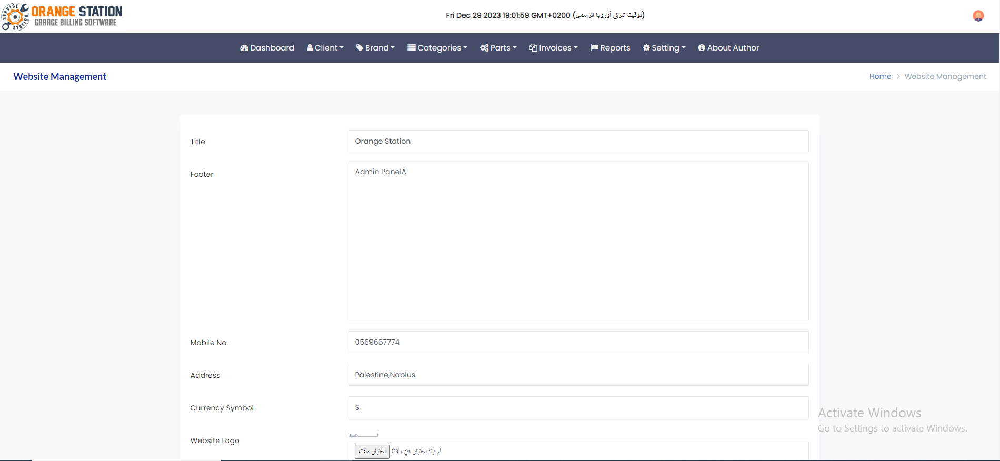 SERVICE STATION
ORANGE STATION
GARAGE BILLING SOFTWARE
Fri Dec 29 2023 19:01:59 GMT+0200 (توقيت شرق أوروبا الرسمي)
Dashboard Client Brand Categories Parts Invoices Reports Setting About Author
Website Management
Home > Website Management
Title
Orange Station
Footer
Admin PanelÂ
Mobile No.
0569667774
Address
Palestine,Nablus
Currency Symbol
$
Website Logo
اختيار ملفّ لم يتمّ اختيار أيّ ملفّ
Activate Windows
Go to Settings to activate Windows.